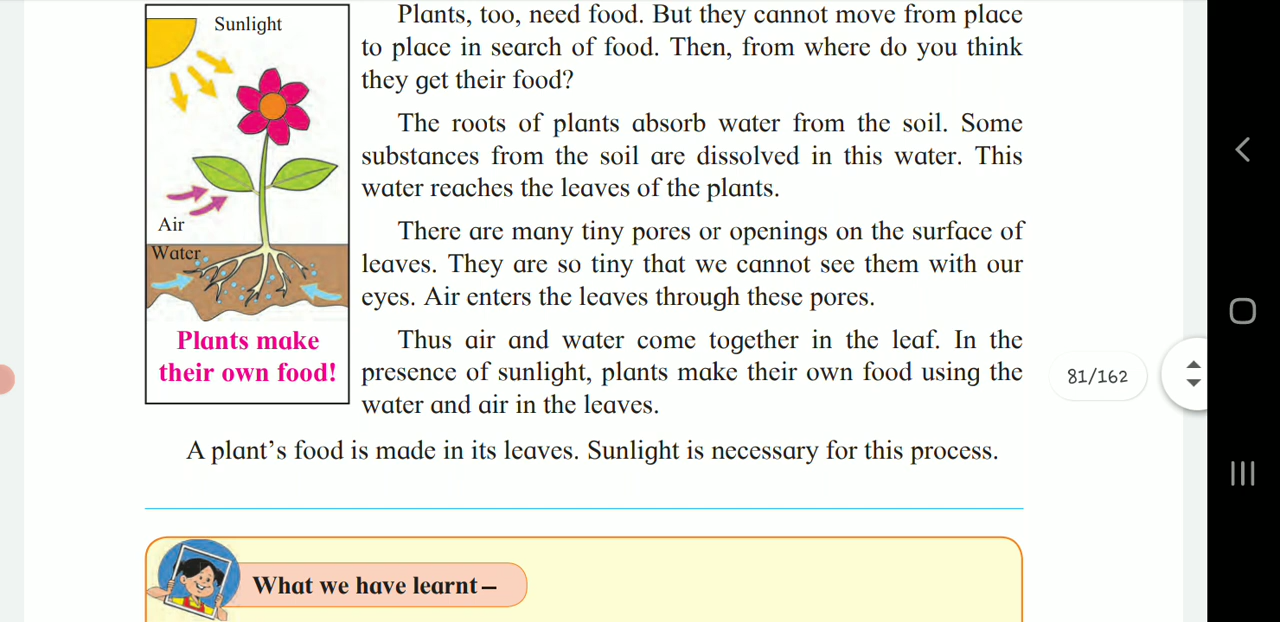 Sunlight
Air
Water
Plants make
their own food!
Plants, too, need food. But they cannot move from place
to place in search of food. Then, from where do you think
they get their food?
The roots of plants absorb water from the soil. Some
substances from the soil are dissolved in this water. This
water reaches the leaves of the plants.
There are many tiny pores or openings on the surface of
leaves. They are so tiny that we cannot see them with our
eyes. Air enters the leaves through these pores.
Thus air and water come together in the leaf. In the
presence of sunlight, plants make their own food using the
water and air in the leaves.
A plant’s food is made in its leaves. Sunlight is necessary for this process.
81/162
What we have learnt –